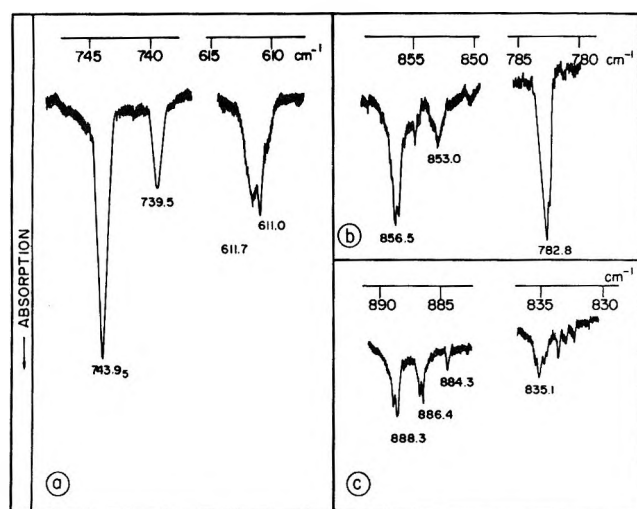 745 740 615 610 cm⁻¹
743.9₅
739.5
611.7
611.0
a
855 850 785 780 cm⁻¹
856.5
853.0
782.8
b
890 885 835 830 cm⁻¹
888.3
886.4
884.3
835.1
c
← ABSORPTION